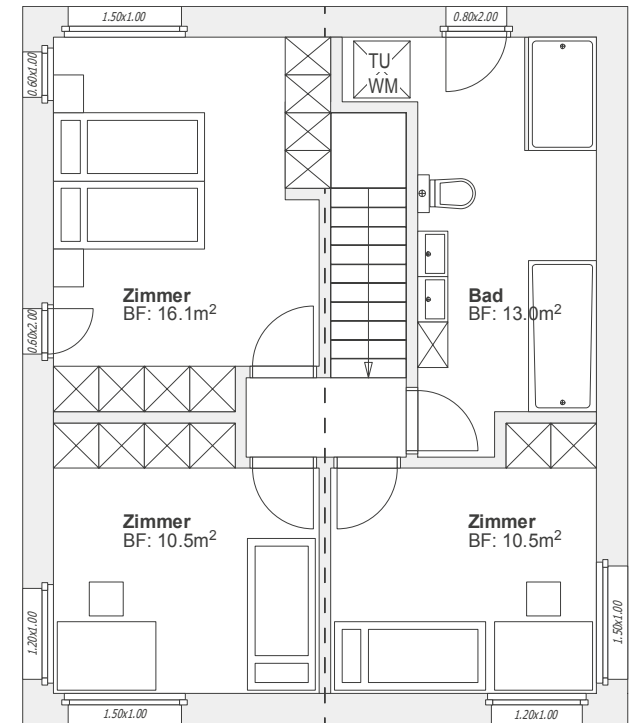 1.50x1.00
0.80x2.00
0.60x1.00
TU
WM
Zimmer
BF: 16.1m²
Bad
BF: 13.0m²
0.60x2.00
Zimmer
BF: 10.5m²
Zimmer
BF: 10.5m²
1.20x1.00
1.50x1.00
1.50x1.00
1.20x1.00